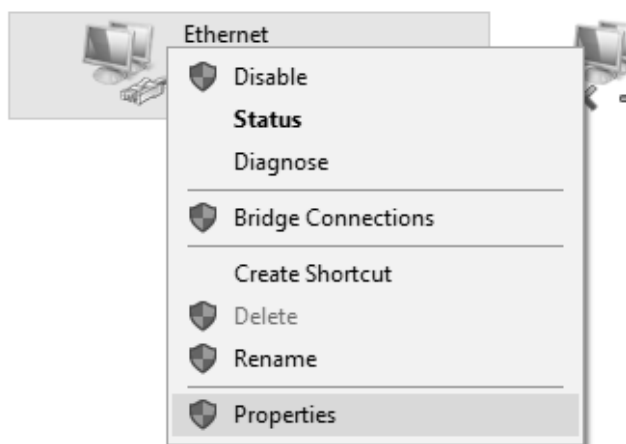 Ethernet
Disable
Status
Diagnose
Bridge Connections
Create Shortcut
Delete
Rename
Properties